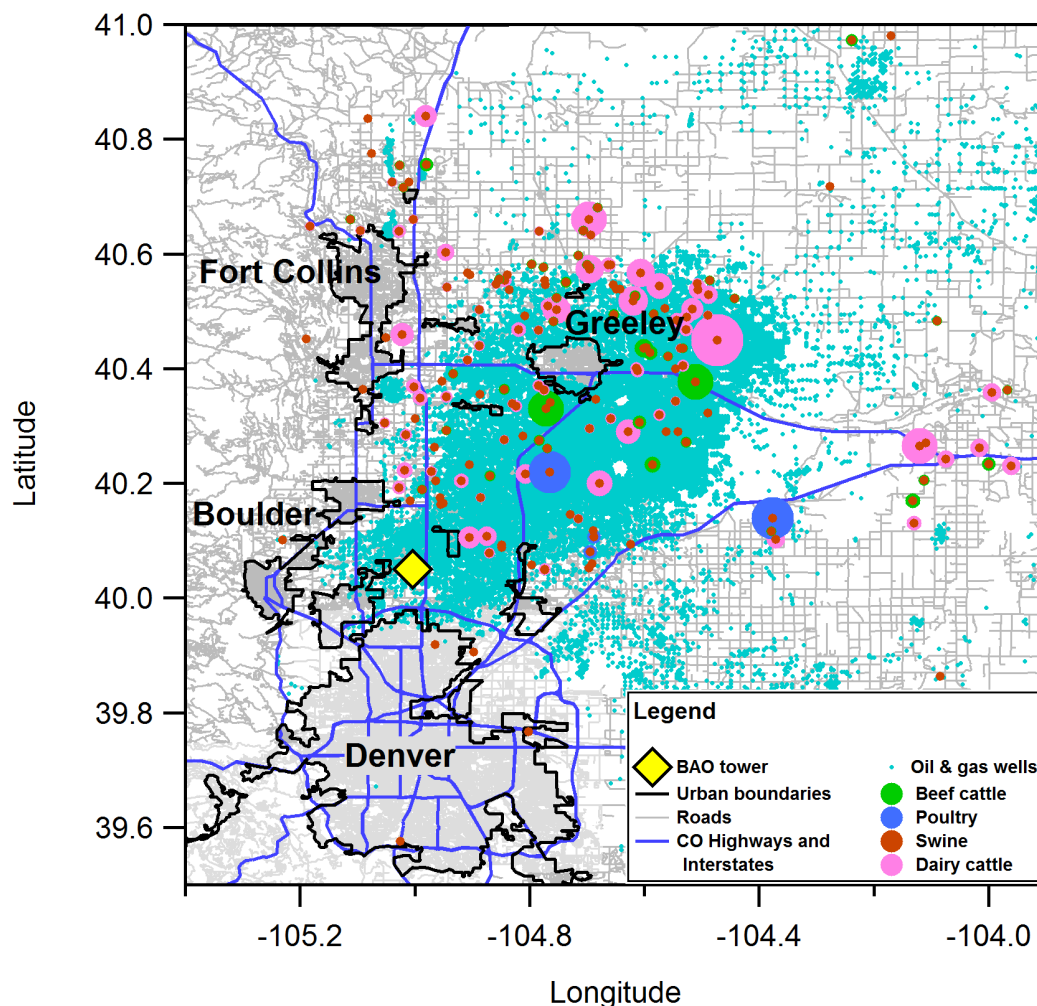 41.0
40.8
40.6
40.4
40.2
40.0
39.8
39.6
Latitude
Fort Collins
Greeley
Boulder
Denver
Legend
BAO tower
Urban boundaries
Roads
CO Highways and
Interstates
Oil & gas wells
Beef cattle
Poultry
Swine
Dairy cattle
-105.2
-104.8
-104.4
-104.0
Longitude